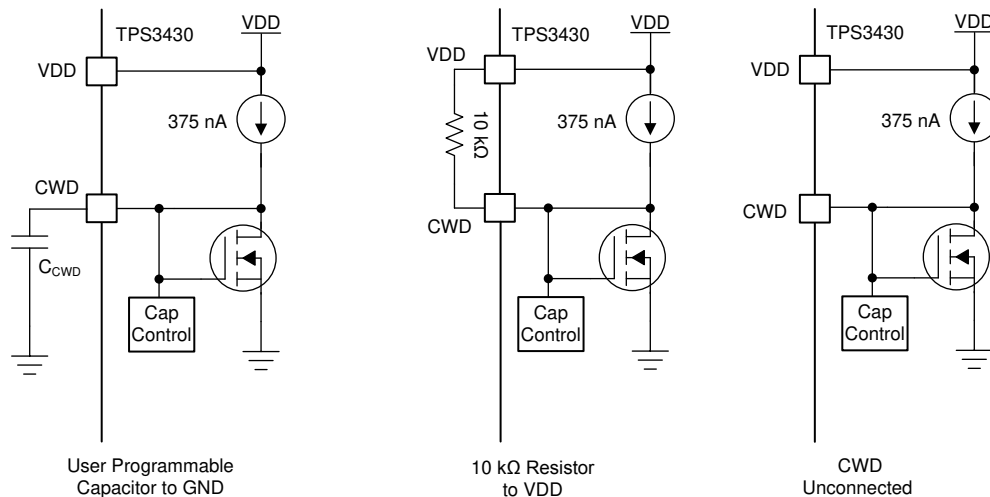 TPS3430
VDD
VDD
375 nA
CWD
C_CWD
Cap
Control
User Programmable
Capacitor to GND
TPS3430
VDD
VDD
10 kΩ
375 nA
CWD
Cap
Control
10 kΩ Resistor
to VDD
TPS3430
VDD
VDD
375 nA
CWD
Cap
Control
CWD
Unconnected